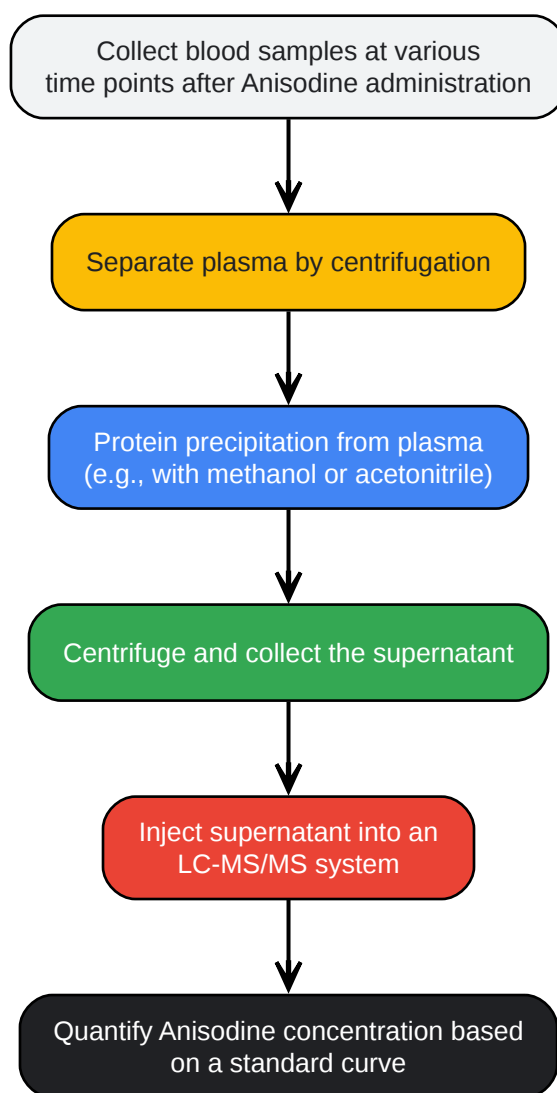 Collect blood samples at various
time points after Anisodine administration
Separate plasma by centrifugation
Protein precipitation from plasma
(e.g., with methanol or acetonitrile)
Centrifuge and collect the supernatant
Inject supernatant into an
LC-MS/MS system
Quantify Anisodine concentration based
on a standard curve